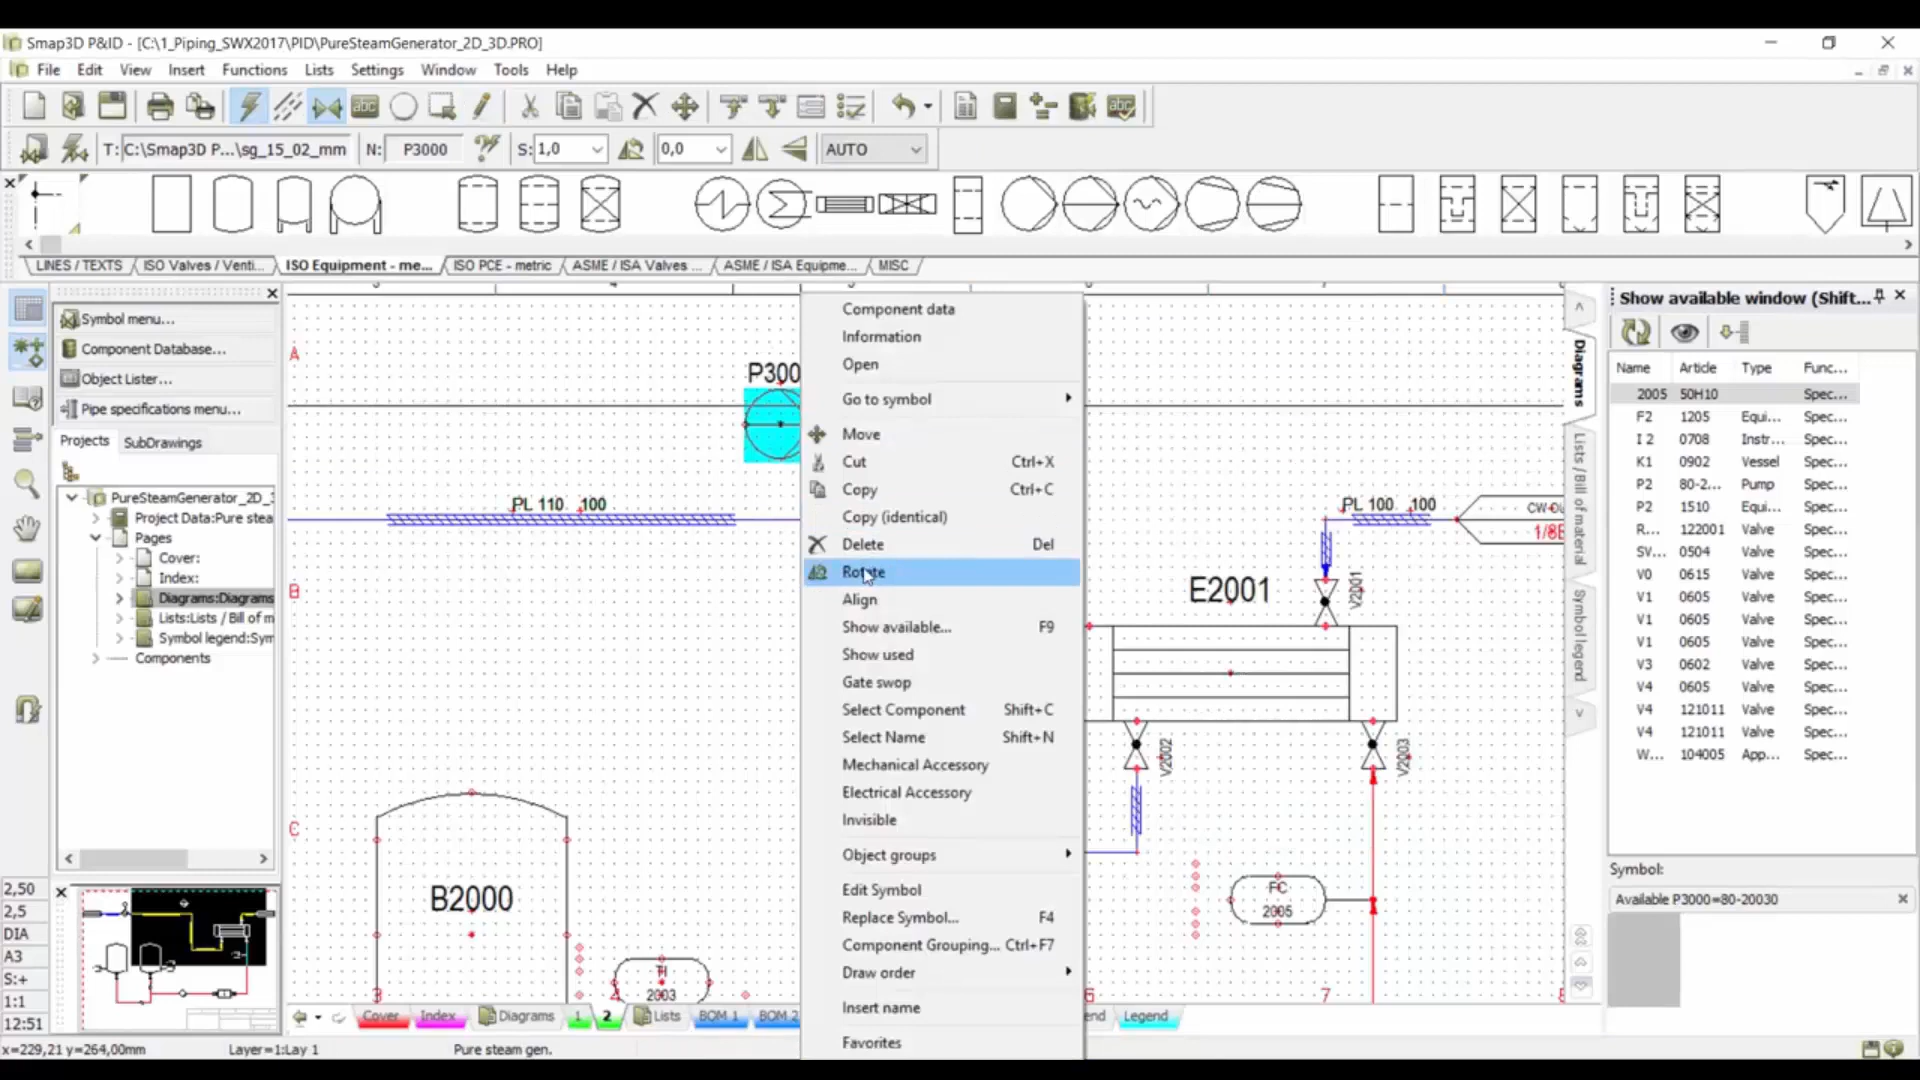 Smap3D P&ID - [C:\1_Piping_SWX2017\PID\PureSteamGenerator_2D_3D.PRO]
File Edit View Insert Functions Lists Settings Window Tools Help
T: C:\Smap3D P...\sg_15_02_mm N: P3000 S: 1,0 0,0 AUTO
LINES / TEXTS ISO Valves / Venti... ISO Equipment - me... ISO PCE - metric ASME / ISA Valves ... ASME / ISA Equipme... MISC
Symbol menu...
Component Database...
Object Lister...
Pipe specifications menu...
Projects SubDrawings
PureSteamGenerator_2D_3
Project Data:Pure stea
Pages
Cover:
Index:
Diagrams:Diagrams
Lists:Lists / Bill of m
Symbol legend:Sym
Components
2,50
2,5
DIA
A3
S:+
1:1
12:51
A
B
C
3
4
6
7
P300
PL 110 100
B2000
TI
2003
Component data
Information
Open
Go to symbol
Move
Cut Ctrl+X
Copy Ctrl+C
Copy (identical)
Delete Del
Rotate
Align
Show available... F9
Show used
Gate swop
Select Component Shift+C
Select Name Shift+N
Mechanical Accessory
Electrical Accessory
Invisible
Object groups
Edit Symbol
Replace Symbol... F4
Component Grouping... Ctrl+F7
Draw order
Insert name
Favorites
PL 100 100
CW-OU
1/8E
E2001
V2001
V2002
V2003
FC
2005
Diagrams
Lists / Bill of material
Symbol legend
Show available window (Shift...
Name Article Type Func...
2005 50H10 Spec...
F2 1205 Equi... Spec...
I 2 0708 Instr... Spec...
K1 0902 Vessel Spec...
P2 80-2... Pump Spec...
P2 1510 Equi... Spec...
R... 122001 Valve Spec...
SV... 0504 Valve Spec...
V0 0615 Valve Spec...
V1 0605 Valve Spec...
V1 0605 Valve Spec...
V1 0605 Valve Spec...
V3 0602 Valve Spec...
V4 0605 Valve Spec...
V4 121011 Valve Spec...
V4 121011 Valve Spec...
W... 104005 App... Spec...
Symbol:
Available P3000=80-20030
Cover Index Diagrams 1 2 Lists BOM 1 BOM 2 end Legend
x=229,21 y=264,00mm Layer=1:Lay 1 Pure steam gen.